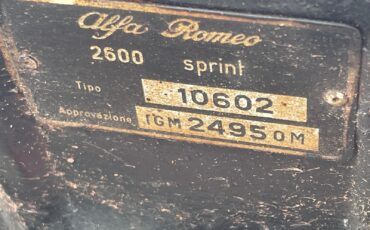 Alfa Romeo
2600 sprint
Tipo 10602
Approvazione IGM 2495 OM